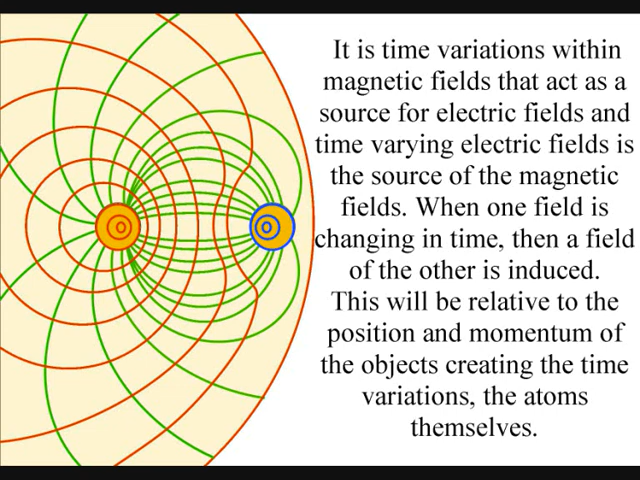 It is time variations within
magnetic fields that act as a
source for electric fields and
time varying electric fields is
the source of the magnetic
fields. When one field is
changing in time, then a field
of the other is induced.
This will be relative to the
position and momentum of
the objects creating the time
variations, the atoms
themselves.